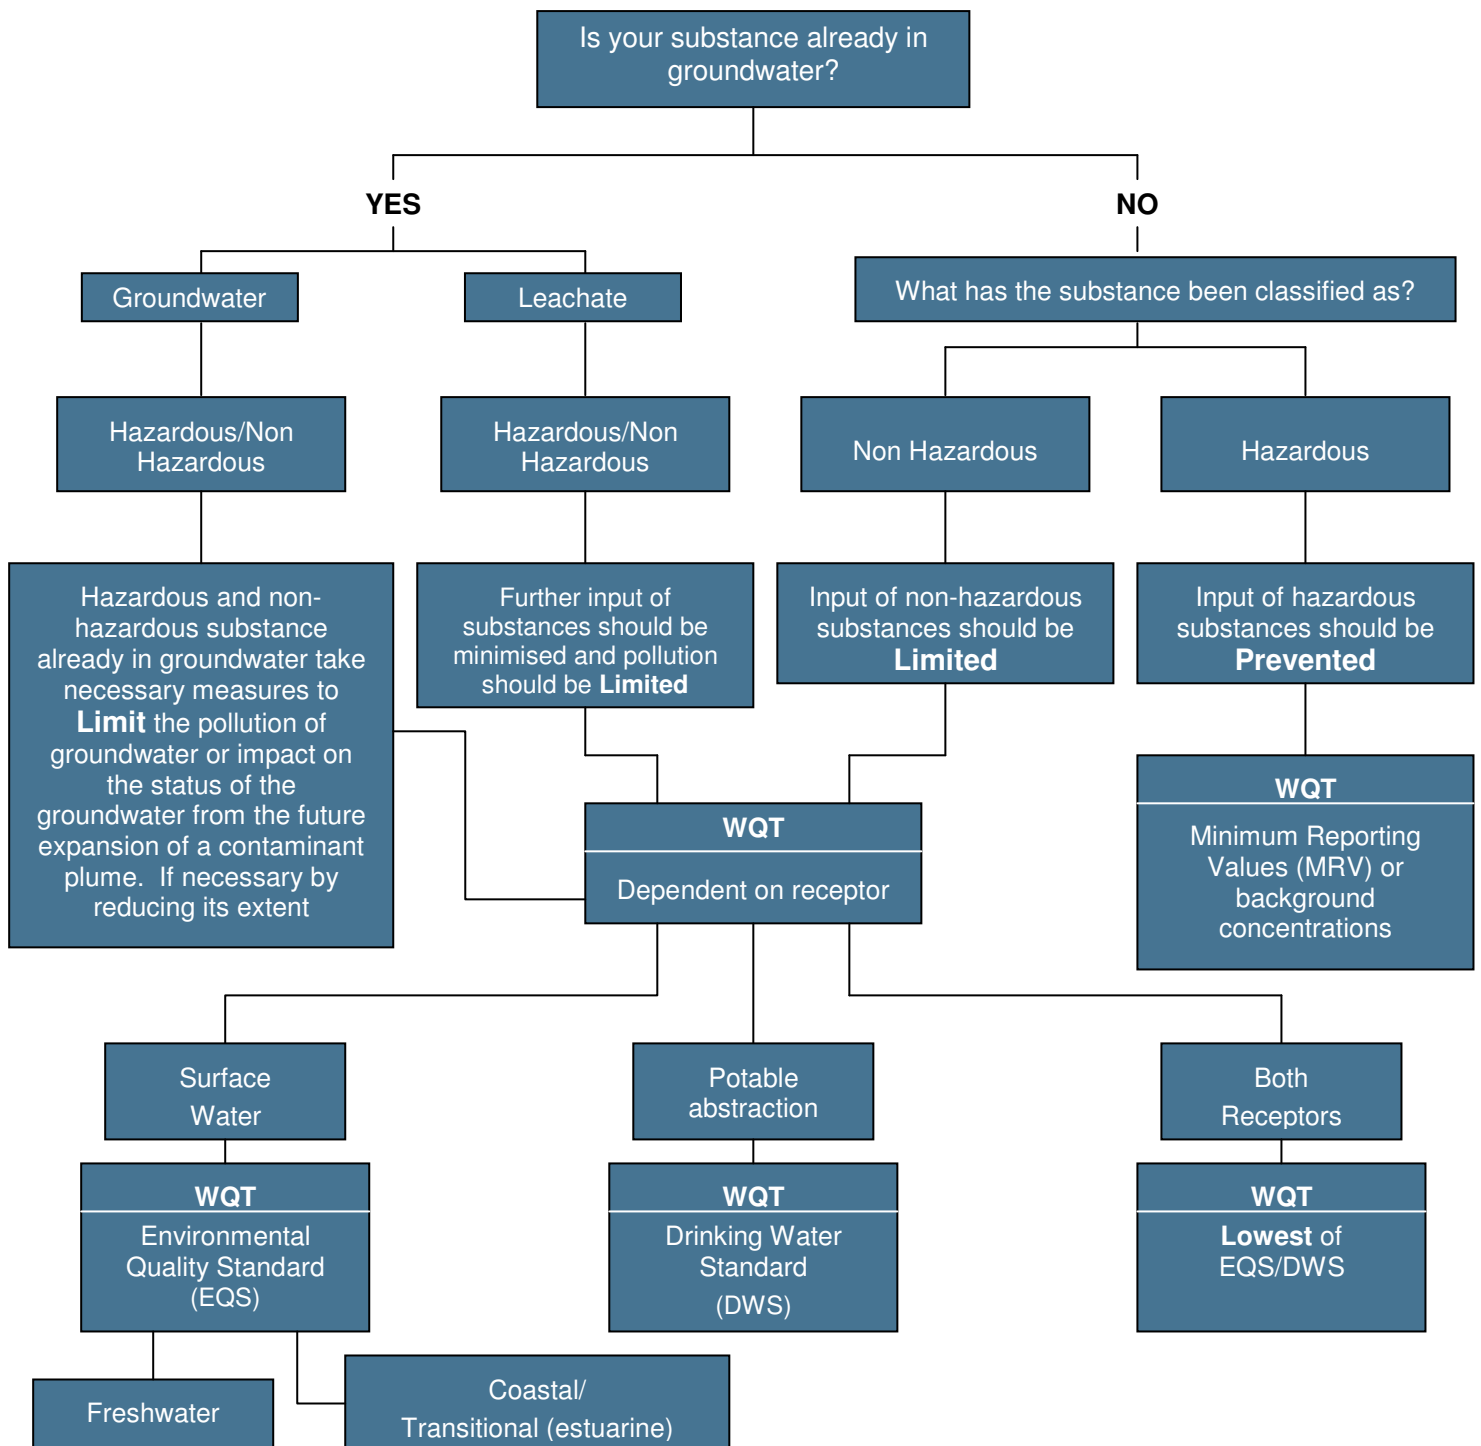 Is your substance already in
groundwater?
YES
NO
Groundwater
Leachate
What has the substance been classified as?
Hazardous/Non
Hazardous
Hazardous/Non
Hazardous
Non Hazardous
Hazardous
Hazardous and non-
hazardous substance
already in groundwater take
necessary measures to
Limit the pollution of
groundwater or impact on
the status of the
groundwater from the future
expansion of a contaminant
plume. If necessary by
reducing its extent
Further input of
substances should be
minimised and pollution
should be Limited
Input of non-hazardous
substances should be
Limited
Input of hazardous
substances should be
Prevented
WQT
Dependent on receptor
WQT
Minimum Reporting
Values (MRV) or
background
concentrations
Surface
Water
Potable
abstraction
Both
Receptors
WQT
Environmental
Quality Standard
(EQS)
WQT
Drinking Water
Standard
(DWS)
WQT
Lowest of
EQS/DWS
Freshwater
Coastal/
Transitional (estuarine)